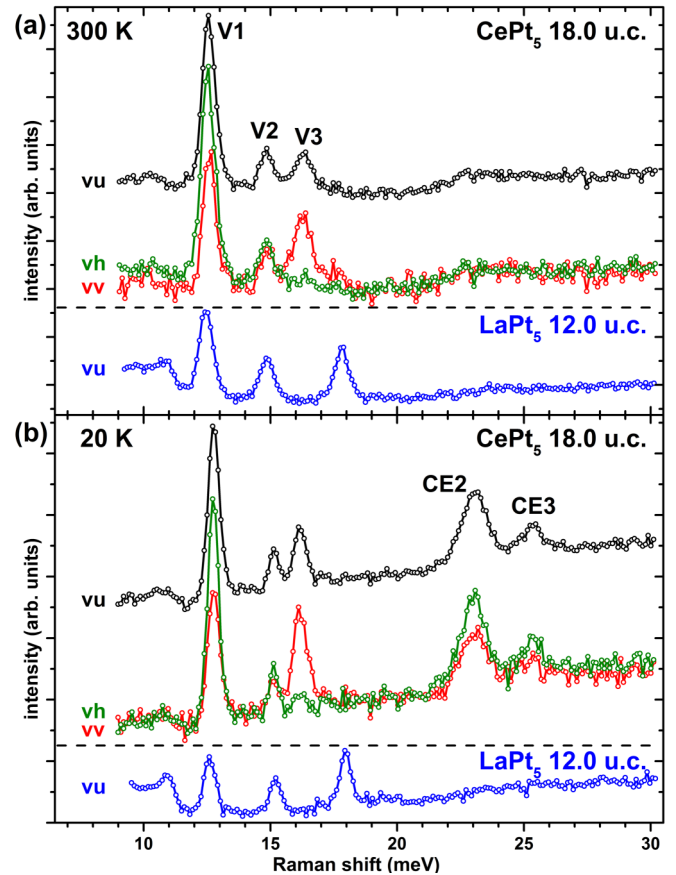 (a) 300 K V1 CePt5 18.0 u.c.
V2 V3
vu
vh
vv
LaPt5 12.0 u.c.
vu
intensity (arb. units)
(b) 20 K CePt5 18.0 u.c.
CE2
CE3
vu
vh
vv
LaPt5 12.0 u.c.
vu
intensity (arb. units)
10 15 20 25 30
Raman shift (meV)